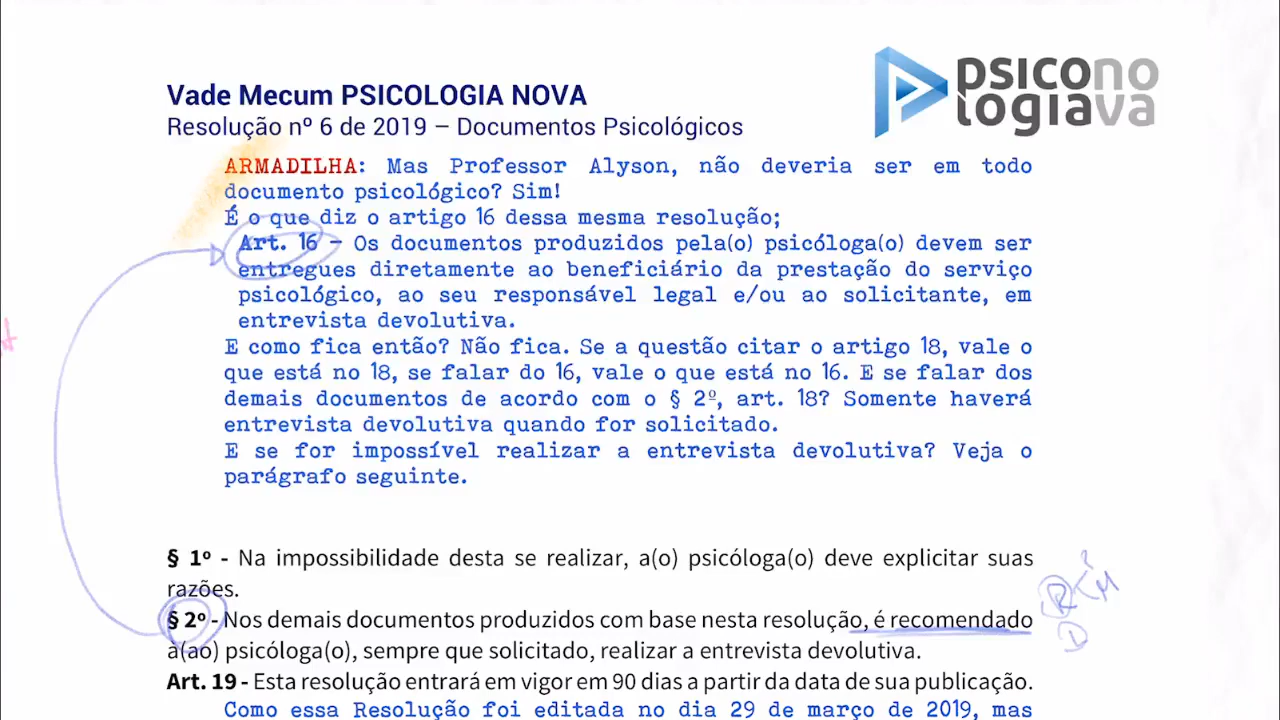 psicono
logiava
Vade Mecum PSICOLOGIA NOVA
Resolução nº 6 de 2019 – Documentos Psicológicos
ARMADILHA: Mas Professor Alyson, não deveria ser em todo
documento psicológico? Sim!
É o que diz o artigo 16 dessa mesma resolução;
Art. 16 – Os documentos produzidos pela(o) psicóloga(o) devem ser
entregues diretamente ao beneficiário da prestação do serviço
psicológico, ao seu responsável legal e/ou ao solicitante, em
entrevista devolutiva.
E como fica então? Não fica. Se a questão citar o artigo 18, vale o
que está no 18, se falar do 16, vale o que está no 16. E se falar dos
demais documentos de acordo com o § 2º, art. 18? Somente haverá
entrevista devolutiva quando for solicitado.
E se for impossível realizar a entrevista devolutiva? Veja o
parágrafo seguinte.
§ 1º - Na impossibilidade desta se realizar, a(o) psicóloga(o) deve explicitar suas
razões.
§ 2º - Nos demais documentos produzidos com base nesta resolução, é recomendado
a(ao) psicóloga(o), sempre que solicitado, realizar a entrevista devolutiva.
Art. 19 - Esta resolução entrará em vigor em 90 dias a partir da data de sua publicação.
Como essa Resolução foi editada no dia 29 de março de 2019, mas